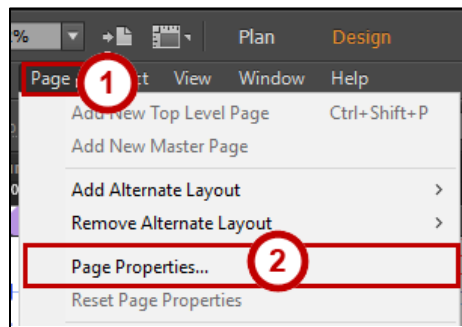 % Plan Design
Page View Window Help
1
Add New Top Level Page Ctrl+Shift+P
Add New Master Page
Add Alternate Layout >
Remove Alternate Layout >
Page Properties... 2
Reset Page Properties